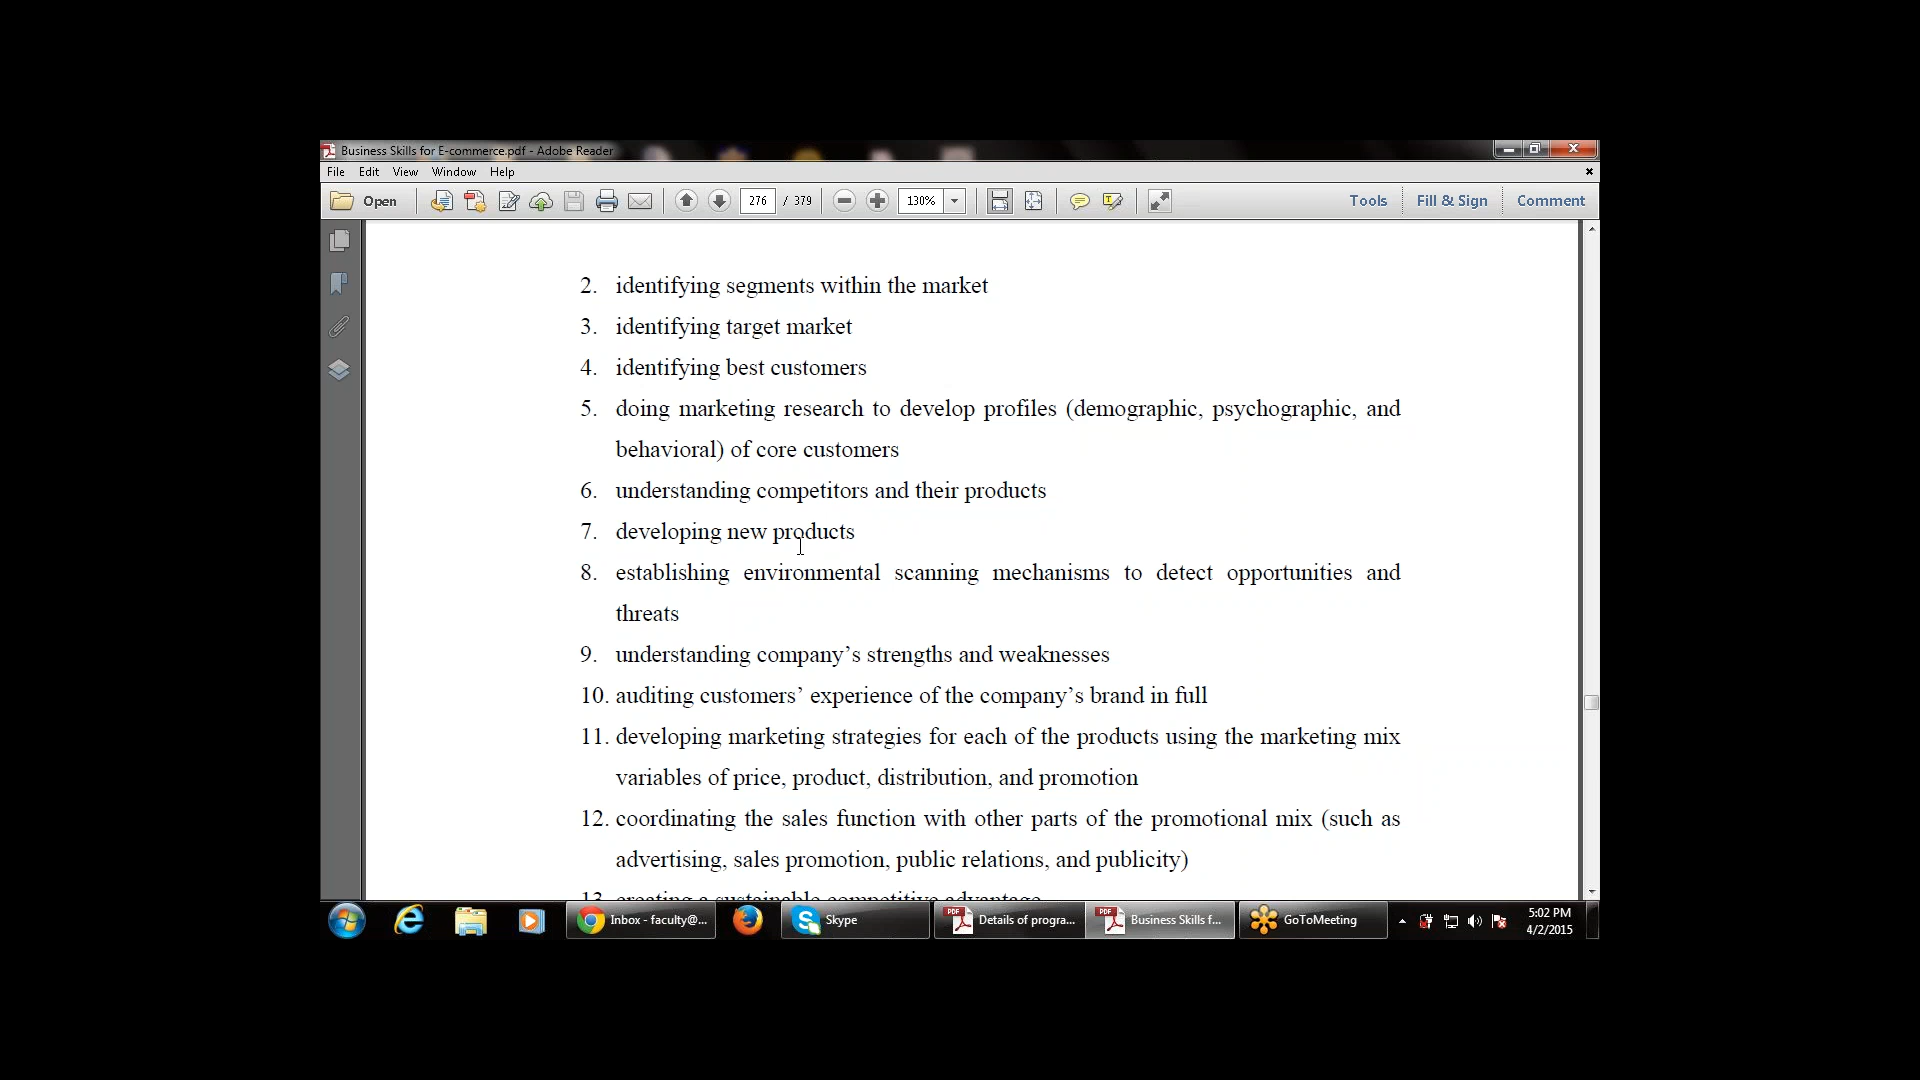 Business Skills for E-commerce.pdf - Adobe Reader
File Edit View Window Help
Open 276 / 379 130% Tools Fill & Sign Comment
2. identifying segments within the market
3. identifying target market
4. identifying best customers
5. doing marketing research to develop profiles (demographic, psychographic, and
behavioral) of core customers
6. understanding competitors and their products
7. developing new products
8. establishing environmental scanning mechanisms to detect opportunities and
threats
9. understanding company’s strengths and weaknesses
10. auditing customers’ experience of the company’s brand in full
11. developing marketing strategies for each of the products using the marketing mix
variables of price, product, distribution, and promotion
12. coordinating the sales function with other parts of the promotional mix (such as
advertising, sales promotion, public relations, and publicity)
13. creating a sustainable competitive advantage
Inbox - faculty@... Skype Details of progra... Business Skills f... GoToMeeting 5:02 PM
4/2/2015